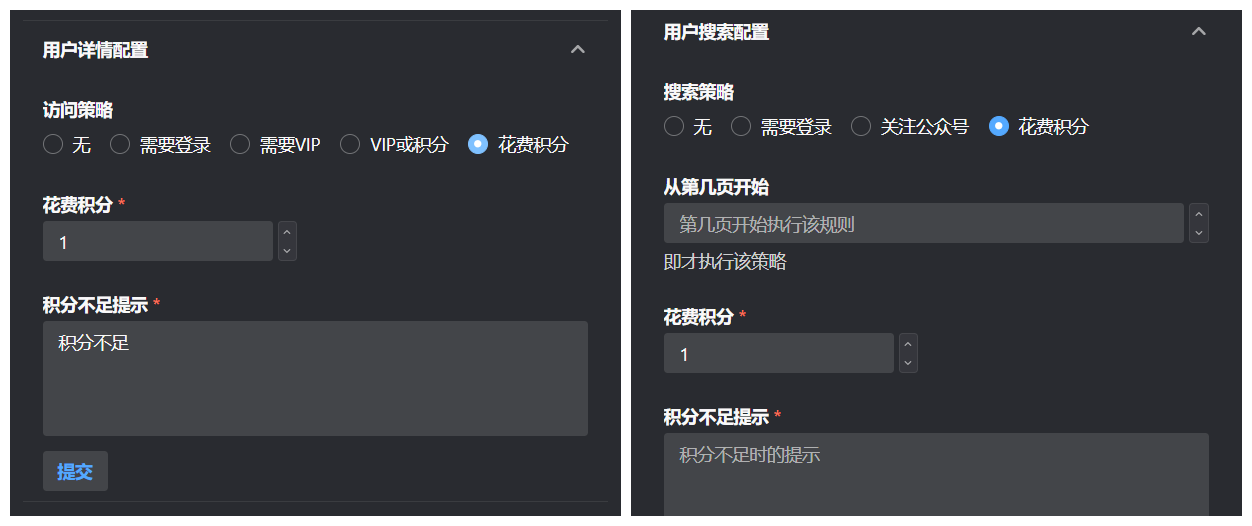 用户详情配置
访问策略
无 需要登录 需要VIP VIP或积分 花费积分
花费积分 *
1
积分不足提示 *
积分不足
提交
用户搜索配置
搜索策略
无 需要登录 关注公众号 花费积分
从第几页开始
第几页开始执行该规则
即才执行该策略
花费积分 *
1
积分不足提示 *
积分不足时的提示